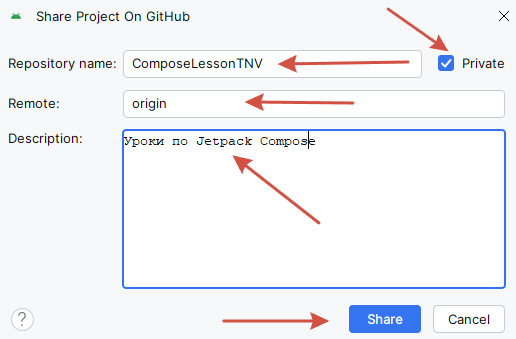 Share Project On GitHub
Repository name: ComposeLessonTNV Private
Remote: origin
Description: Уроки по Jetpack Compose
? Share Cancel